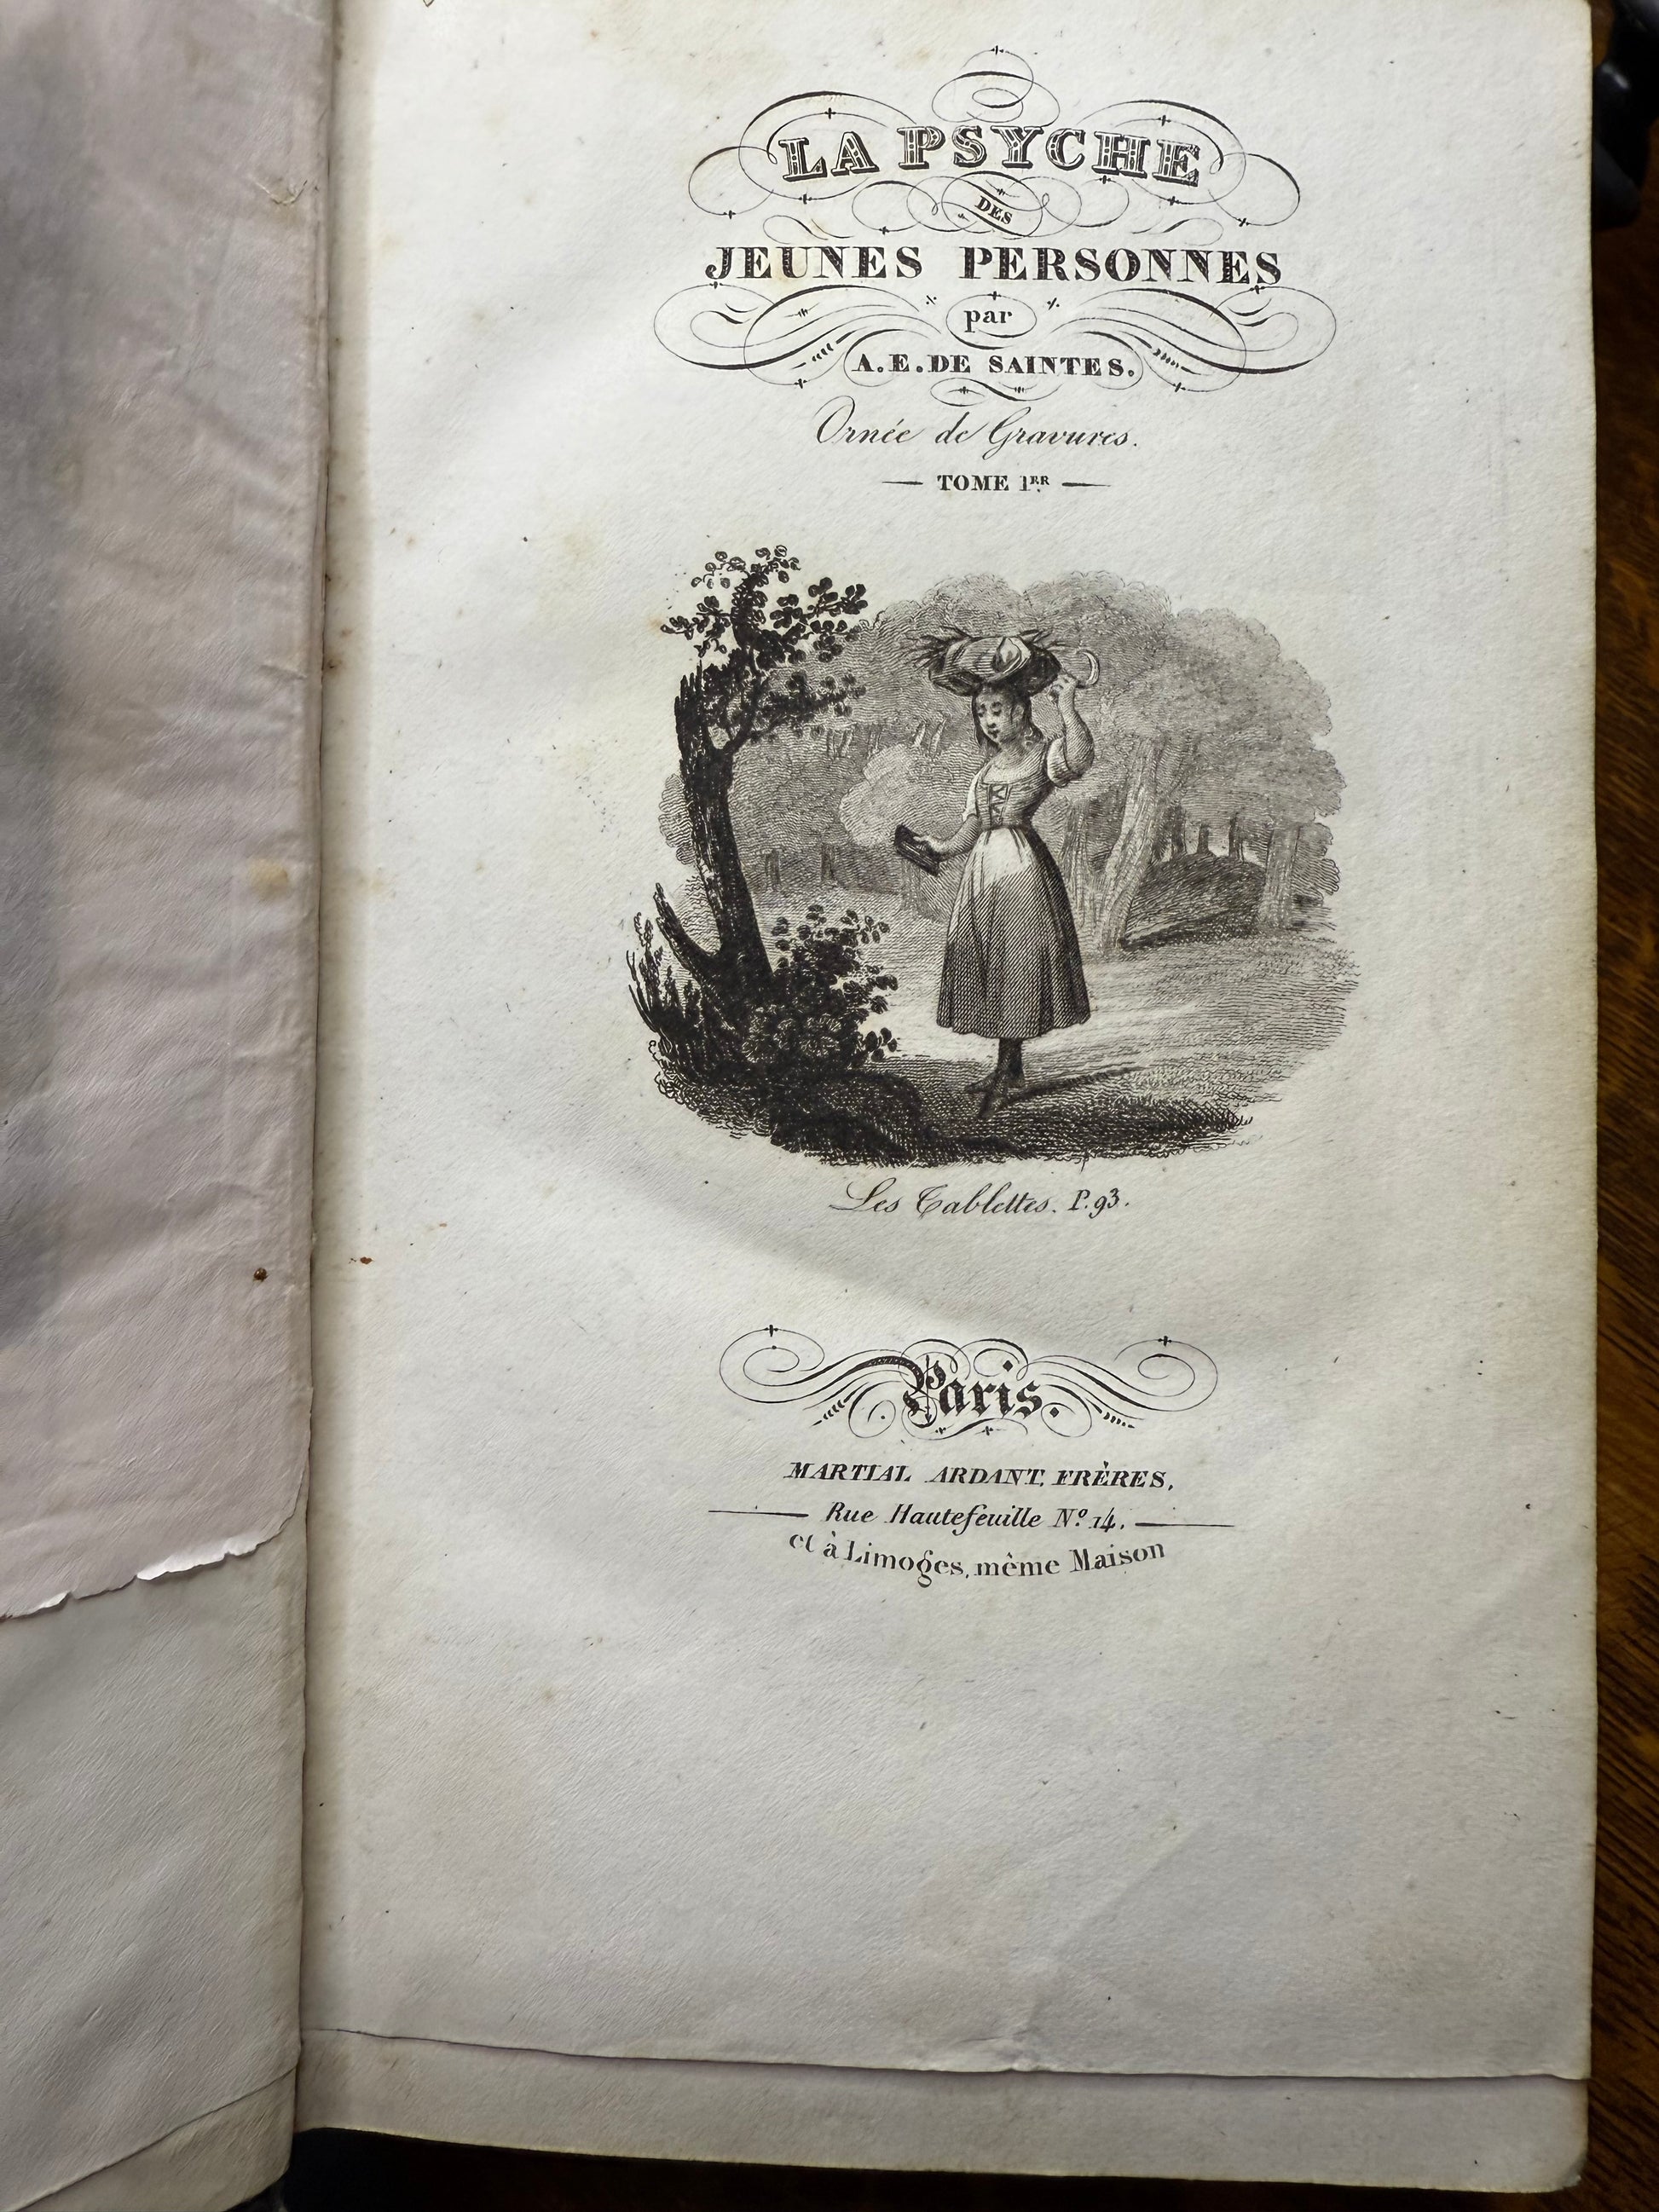 LA PSYCHE
DES
JEUNES PERSONNES
par
A. E. DE SAINTES.
Ornée de Gravures.
— TOME 1ER —
Les Tablettes. P. 93.
Paris.
MARTIAL ARDANT, FRÈRES,
— Rue Hautefeuille No. 14. —
et à Limoges, même Maison